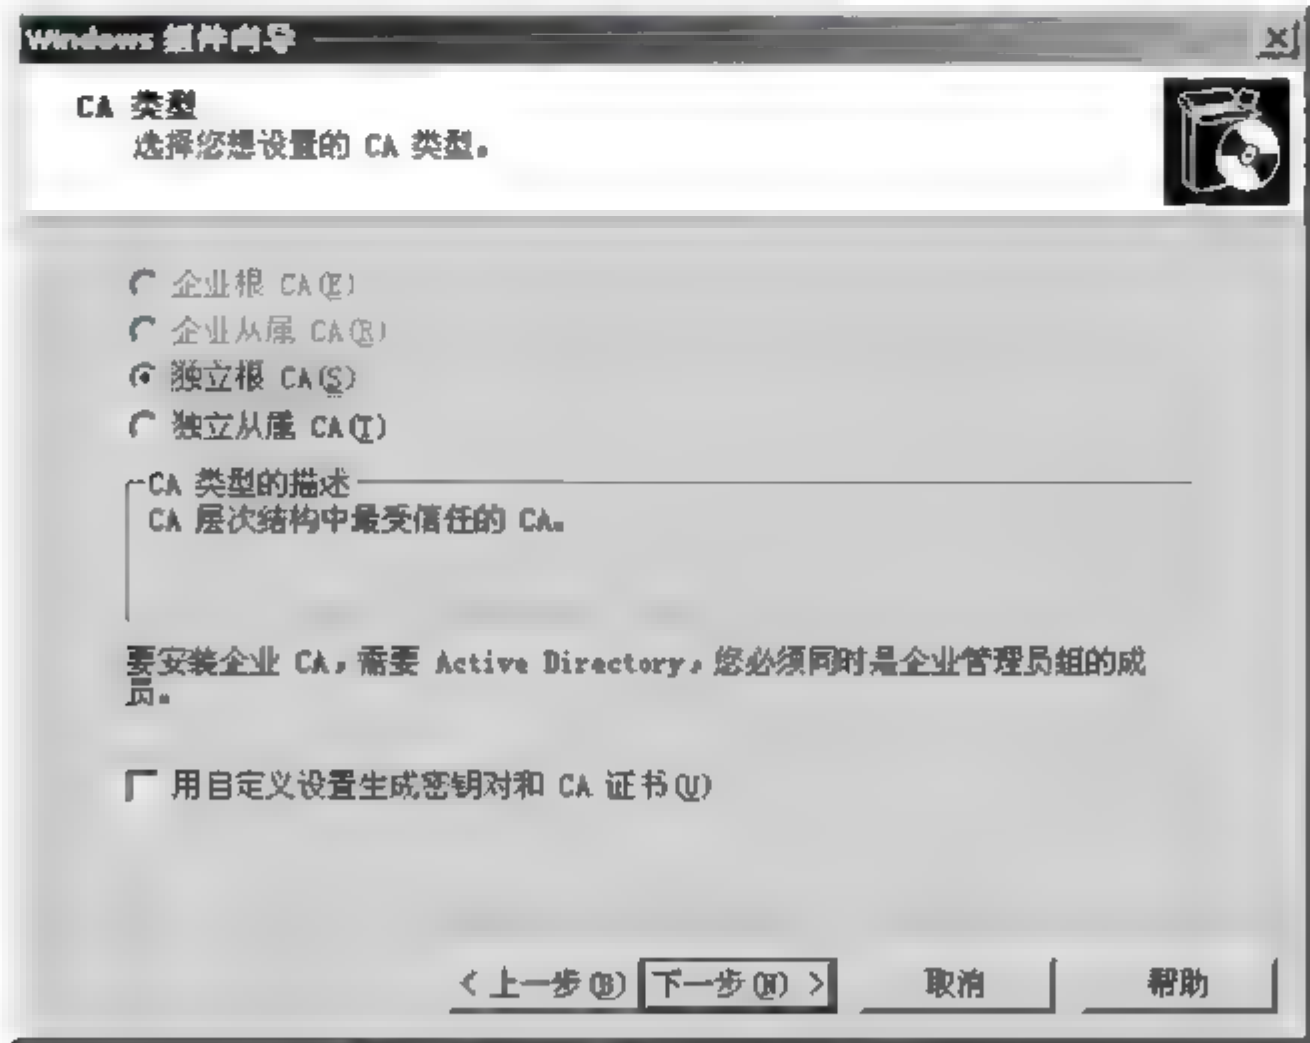 Windows 组件向导
CA 类型
选择您想设置的 CA 类型。
企业根 CA(E)
企业从属 CA(R)
独立根 CA(S)
独立从属 CA(T)
CA 类型的描述
CA 层次结构中最受信任的 CA。
要安装企业 CA，需要 Active Directory，您必须同时是企业管理员组的成
员。
用自定义设置生成密钥对和 CA 证书(U)
< 上一步(B) 下一步(N) > 取消 帮助